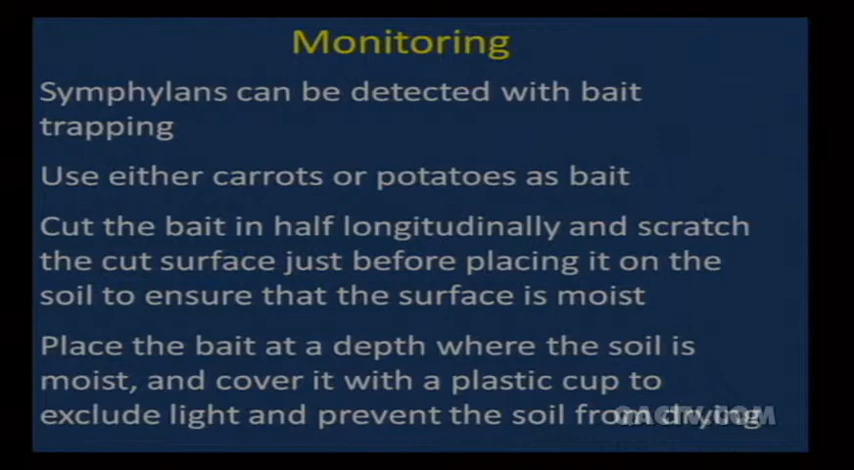 Monitoring
Symphylans can be detected with bait
trapping
Use either carrots or potatoes as bait
Cut the bait in half longitudinally and scratch
the cut surface just before placing it on the
soil to ensure that the surface is moist
Place the bait at a depth where the soil is
moist, and cover it with a plastic cup to
exclude light and prevent the soil from drying